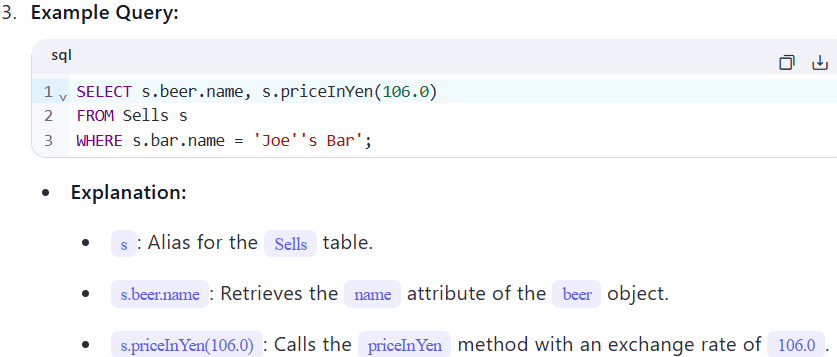 3. Example Query:
sql
1 SELECT s.beer.name, s.priceInYen(106.0)
2 FROM Sells s
3 WHERE s.bar.name = 'Joe''s Bar';
• Explanation:
• s : Alias for the Sells table.
• s.beer.name : Retrieves the name attribute of the beer object.
• s.priceInYen(106.0) : Calls the priceInYen method with an exchange rate of 106.0 .